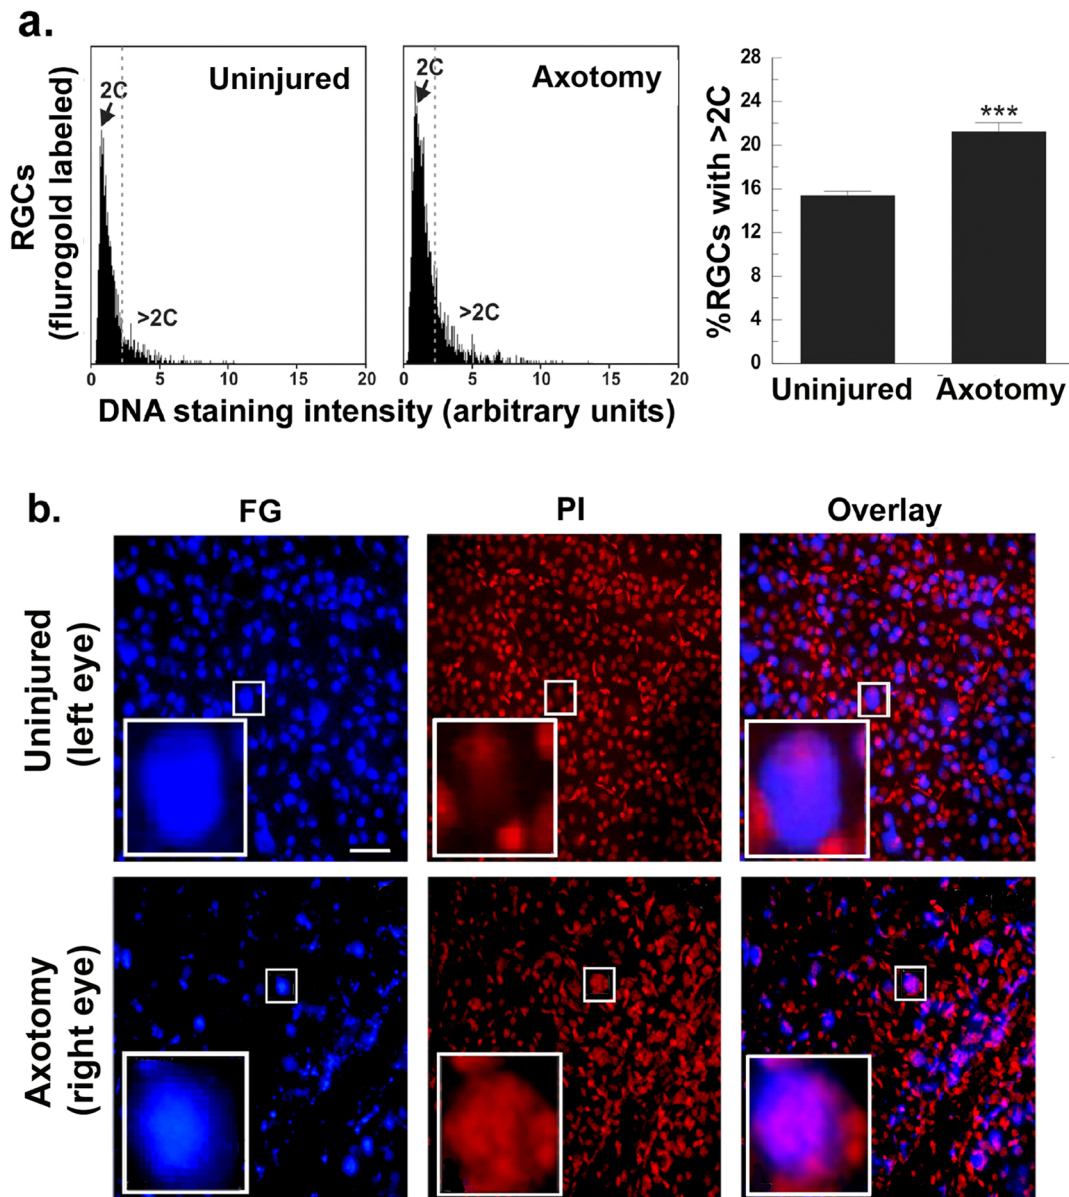 a.
RGCs
(flurogold labeled)
2C
Uninjured
>2C
0 5 10 15 20
2C
Axotomy
>2C
0 5 10 15 20
DNA staining intensity (arbitrary units)
%RGCs with >2C
28
24
20
16
12
8
4
0
***
Uninjured Axotomy
b.
FG PI Overlay
Uninjured
(left eye)
Axotomy
(right eye)